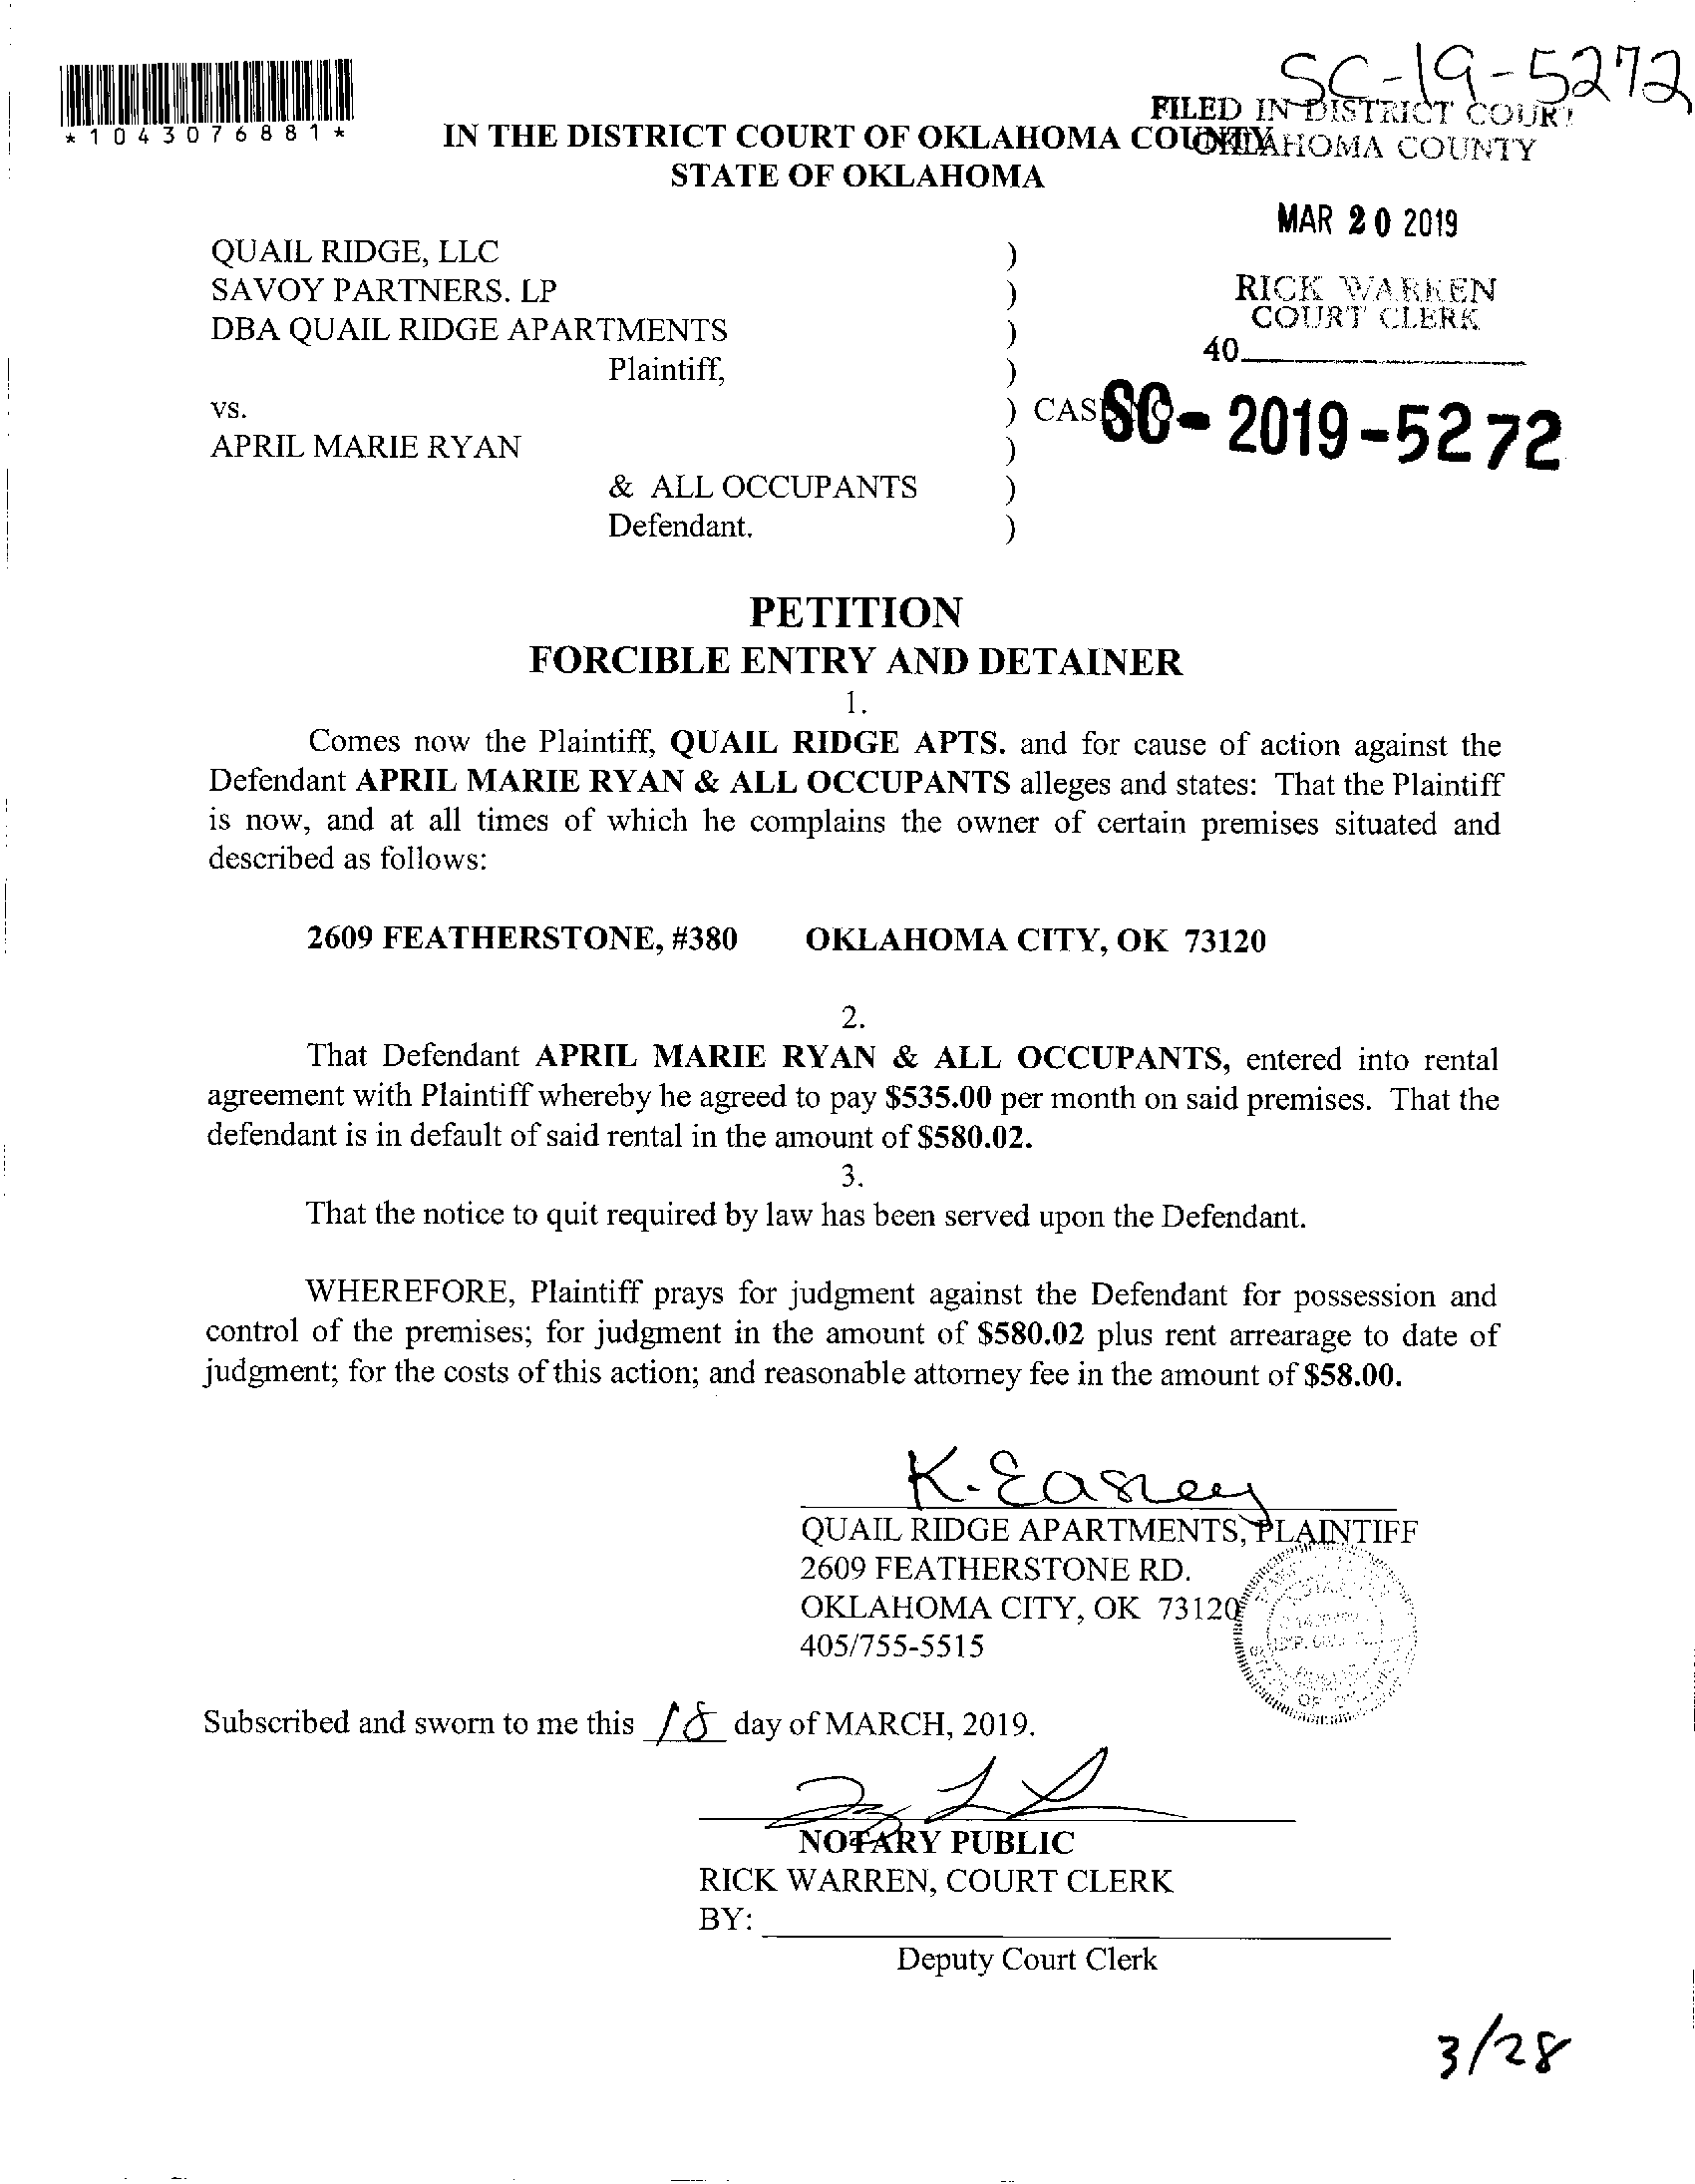 SC-19-5272
*1043076881*
FILED IN DISTRICT COURT
OKLAHOMA COUNTY
IN THE DISTRICT COURT OF OKLAHOMA COUNTY
STATE OF OKLAHOMA
MAR 20 2019
RICK WARREN
COURT CLERK
40
QUAIL RIDGE, LLC )
SAVOY PARTNERS. LP )
DBA QUAIL RIDGE APARTMENTS )
Plaintiff, )
vs. ) CASE NO
SC-2019-5272
APRIL MARIE RYAN )
& ALL OCCUPANTS )
Defendant. )
PETITION
FORCIBLE ENTRY AND DETAINER
1.
Comes now the Plaintiff, QUAIL RIDGE APTS. and for cause of action against the
Defendant APRIL MARIE RYAN & ALL OCCUPANTS alleges and states: That the Plaintiff
is now, and at all times of which he complains the owner of certain premises situated and
described as follows:
2609 FEATHERSTONE, #380 OKLAHOMA CITY, OK 73120
2.
That Defendant APRIL MARIE RYAN & ALL OCCUPANTS, entered into rental
agreement with Plaintiff whereby he agreed to pay $535.00 per month on said premises. That the
defendant is in default of said rental in the amount of $580.02.
3.
That the notice to quit required by law has been served upon the Defendant.
WHEREFORE, Plaintiff prays for judgment against the Defendant for possession and
control of the premises; for judgment in the amount of $580.02 plus rent arrearage to date of
judgment; for the costs of this action; and reasonable attorney fee in the amount of $58.00.
K. Easley
QUAIL RIDGE APARTMENTS, PLAINTIFF
2609 FEATHERSTONE RD.
OKLAHOMA CITY, OK 73120
405/755-5515
Subscribed and sworn to me this 18 day of MARCH, 2019.
NOTARY PUBLIC
RICK WARREN, COURT CLERK
BY:
Deputy Court Clerk
3/28